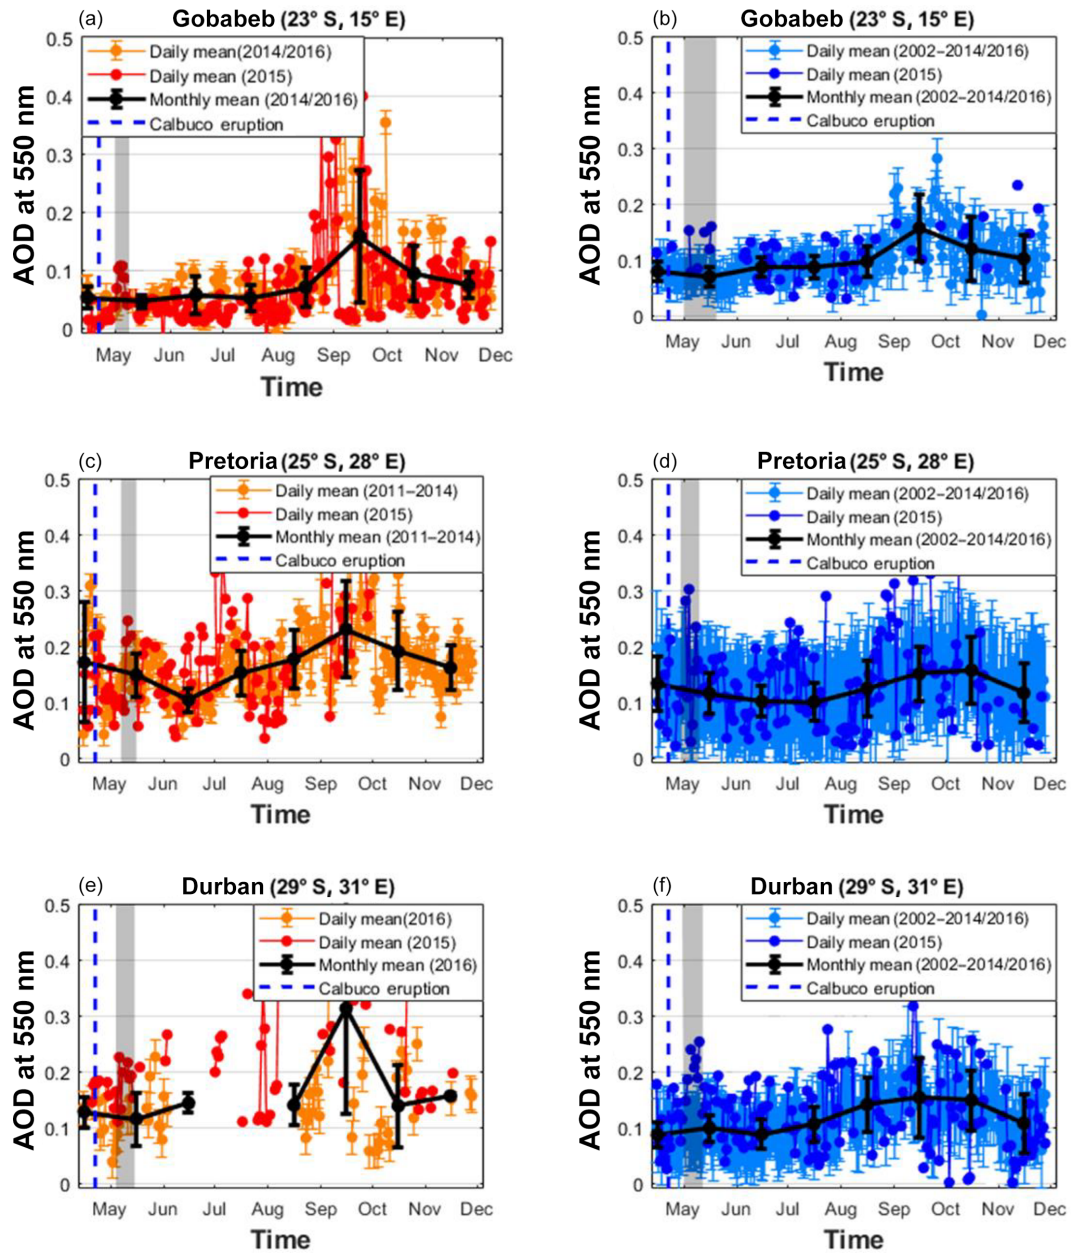 (a) Gobabeb (23° S, 15° E)
Daily mean(2014/2016)
Daily mean (2015)
Monthly mean (2014/2016)
Calbuco eruption
AOD at 550 nm
0.5
0.4
0.3
0.2
0.1
0
May Jun Jul Aug Sep Oct Nov Dec
Time
(b) Gobabeb (23° S, 15° E)
Daily mean (2002–2014/2016)
Daily mean (2015)
Monthly mean (2002–2014/2016)
Calbuco eruption
AOD at 550 nm
0.5
0.4
0.3
0.2
0.1
0
May Jun Jul Aug Sep Oct Nov Dec
Time
(c) Pretoria (25° S, 28° E)
Daily mean (2011–2014)
Daily mean (2015)
Monthly mean (2011–2014)
Calbuco eruption
AOD at 550 nm
0.5
0.4
0.3
0.2
0.1
0
May Jun Jul Aug Sep Oct Nov Dec
Time
(d) Pretoria (25° S, 28° E)
Daily mean (2002–2014/2016)
Daily mean (2015)
Monthly mean (2002–2014/2016)
Calbuco eruption
AOD at 550 nm
0.5
0.4
0.3
0.2
0.1
0
May Jun Jul Aug Sep Oct Nov Dec
Time
(e) Durban (29° S, 31° E)
Daily mean(2016)
Daily mean (2015)
Monthly mean (2016)
Calbuco eruption
AOD at 550 nm
0.5
0.4
0.3
0.2
0.1
0
May Jun Jul Aug Sep Oct Nov Dec
Time
(f) Durban (29° S, 31° E)
Daily mean (2002–2014/2016)
Daily mean (2015)
Monthly mean (2002–2014/2016)
Calbuco eruption
AOD at 550 nm
0.5
0.4
0.3
0.2
0.1
0
May Jun Jul Aug Sep Oct Nov Dec
Time